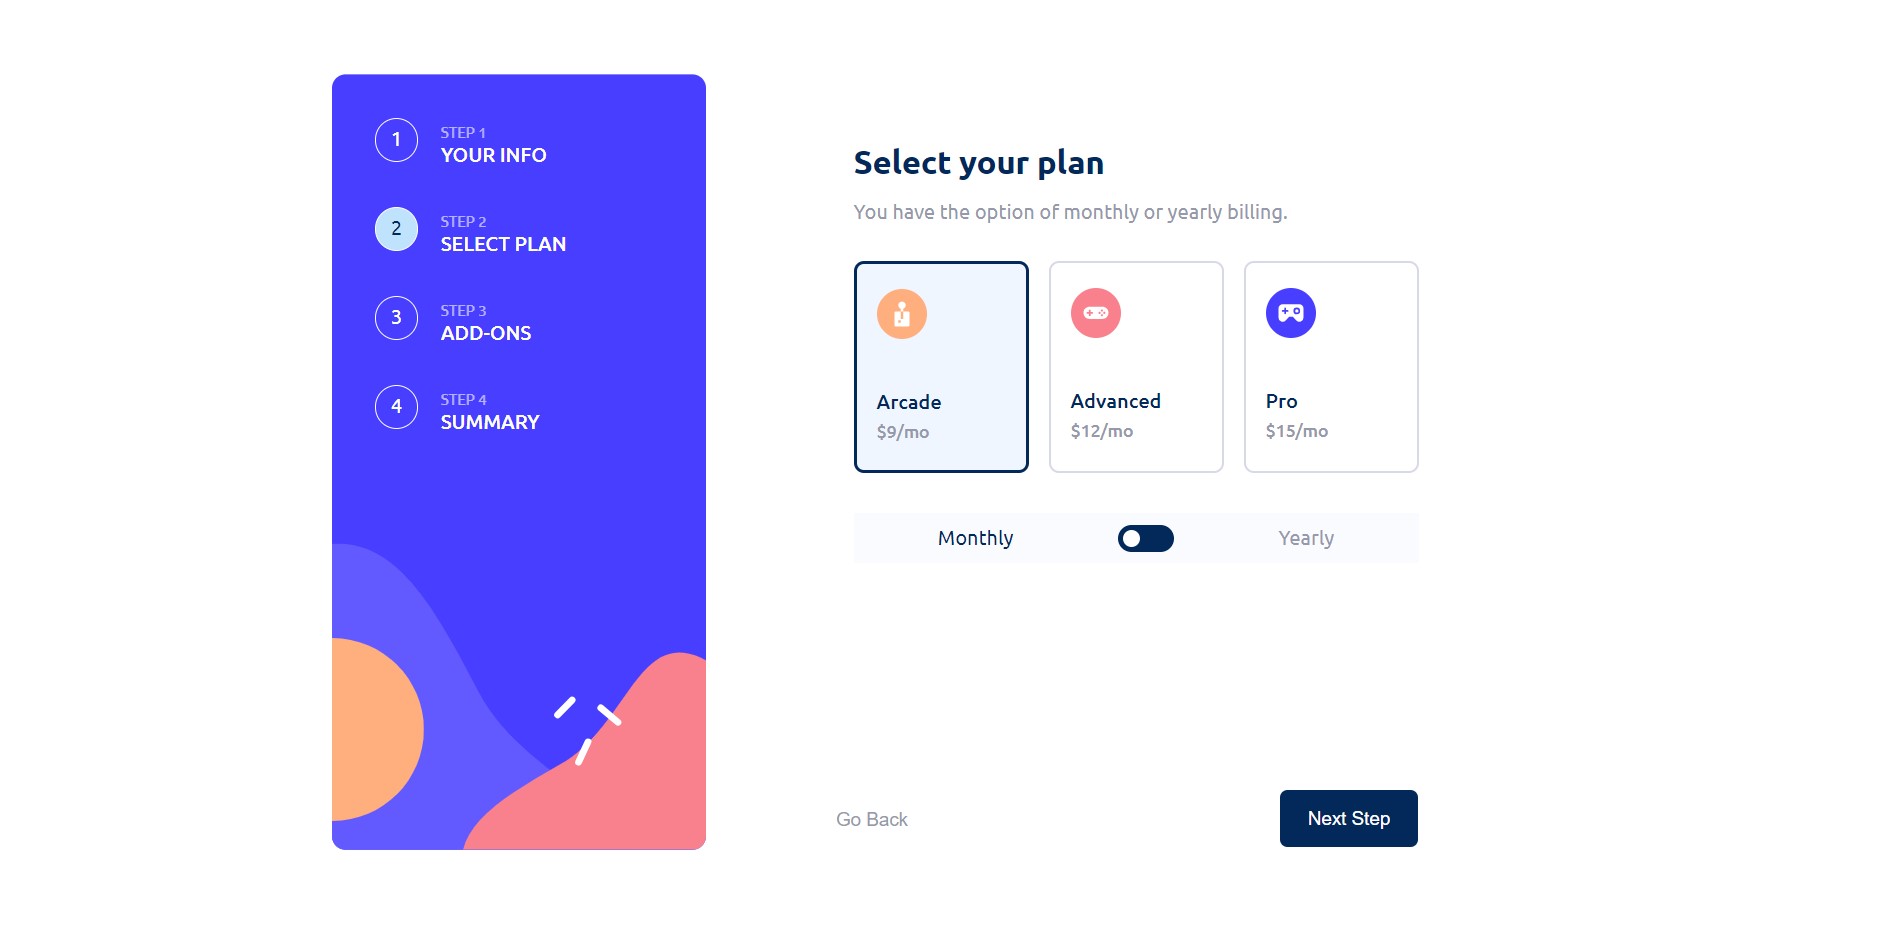 1
STEP 1
YOUR INFO
2
STEP 2
SELECT PLAN
3
STEP 3
ADD-ONS
4
STEP 4
SUMMARY
Select your plan
You have the option of monthly or yearly billing.
Arcade
$9/mo
Advanced
$12/mo
Pro
$15/mo
Monthly
Yearly
Go Back
Next Step